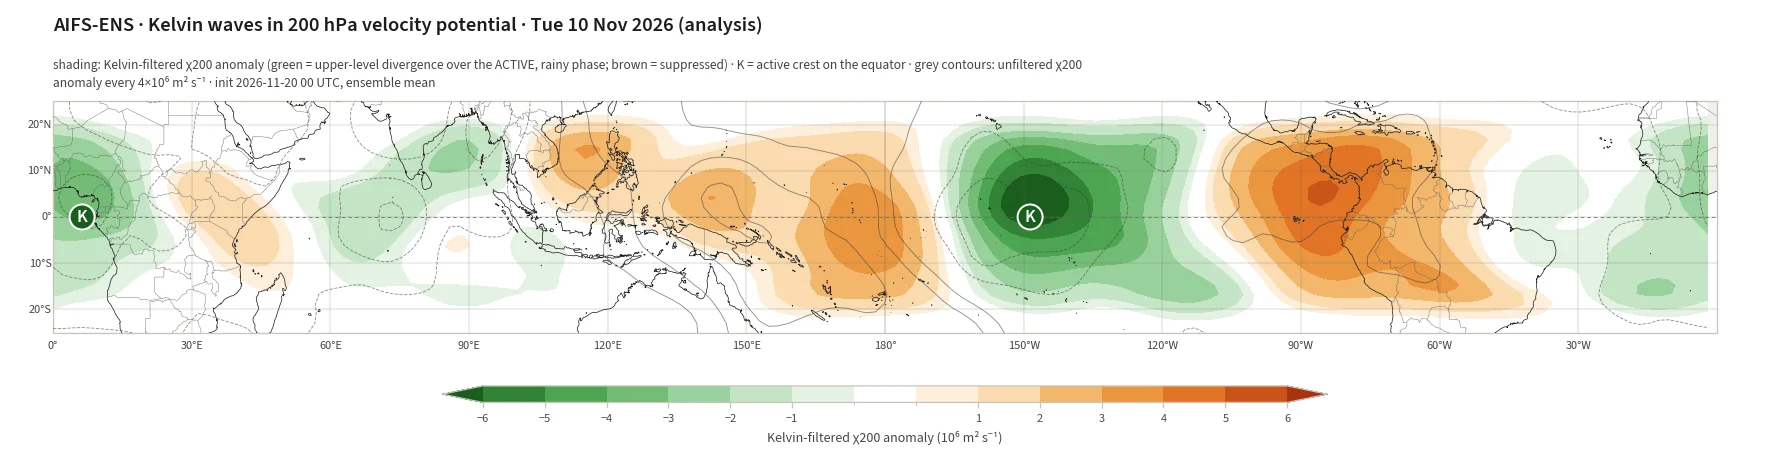 AIFS-ENS · Kelvin waves in 200 hPa velocity potential · Tue 10 Nov 2026 (analysis)
shading: Kelvin-filtered χ200 anomaly (green = upper-level divergence over the ACTIVE, rainy phase; brown = suppressed) · K = active crest on the equator · grey contours: unfiltered χ200
anomaly every 4×10⁶ m² s⁻¹ · init 2026-11-20 00 UTC, ensemble mean
20°N
10°N
0°
10°S
20°S
K
K
0° 30°E 60°E 90°E 120°E 150°E 180° 150°W 120°W 90°W 60°W 30°W
−6 −5 −4 −3 −2 −1 1 2 3 4 5 6
Kelvin-filtered χ200 anomaly (10⁶ m² s⁻¹)